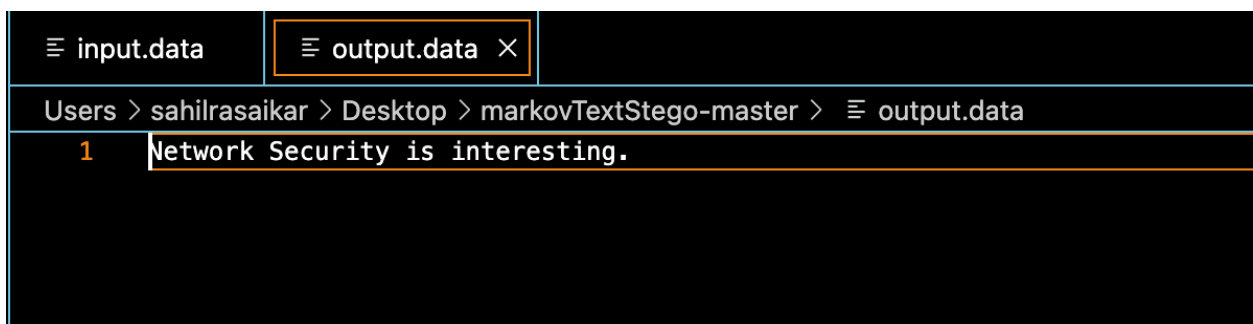 input.data
output.data ×
Users > sahilrasaikar > Desktop > markovTextStego-master > output.data
1 Network Security is interesting.